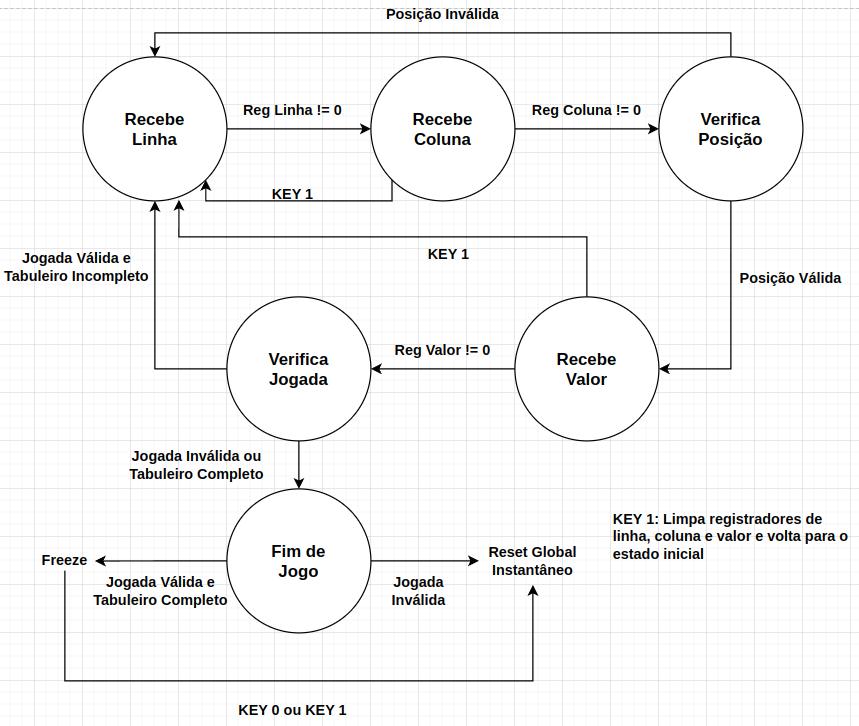 Posição Inválida
Recebe
Linha
Reg Linha != 0
Recebe
Coluna
Reg Coluna != 0
Verifica
Posição
KEY 1
KEY 1
Jogada Válida e
Tabuleiro Incompleto
Posição Válida
Verifica
Jogada
Reg Valor != 0
Recebe
Valor
Jogada Inválida ou
Tabuleiro Completo
KEY 1: Limpa registradores de
linha, coluna e valor e volta para o
estado inicial
Freeze
Jogada Válida e
Tabuleiro Completo
Fim de
Jogo
Jogada
Inválida
Reset Global
Instantâneo
KEY 0 ou KEY 1